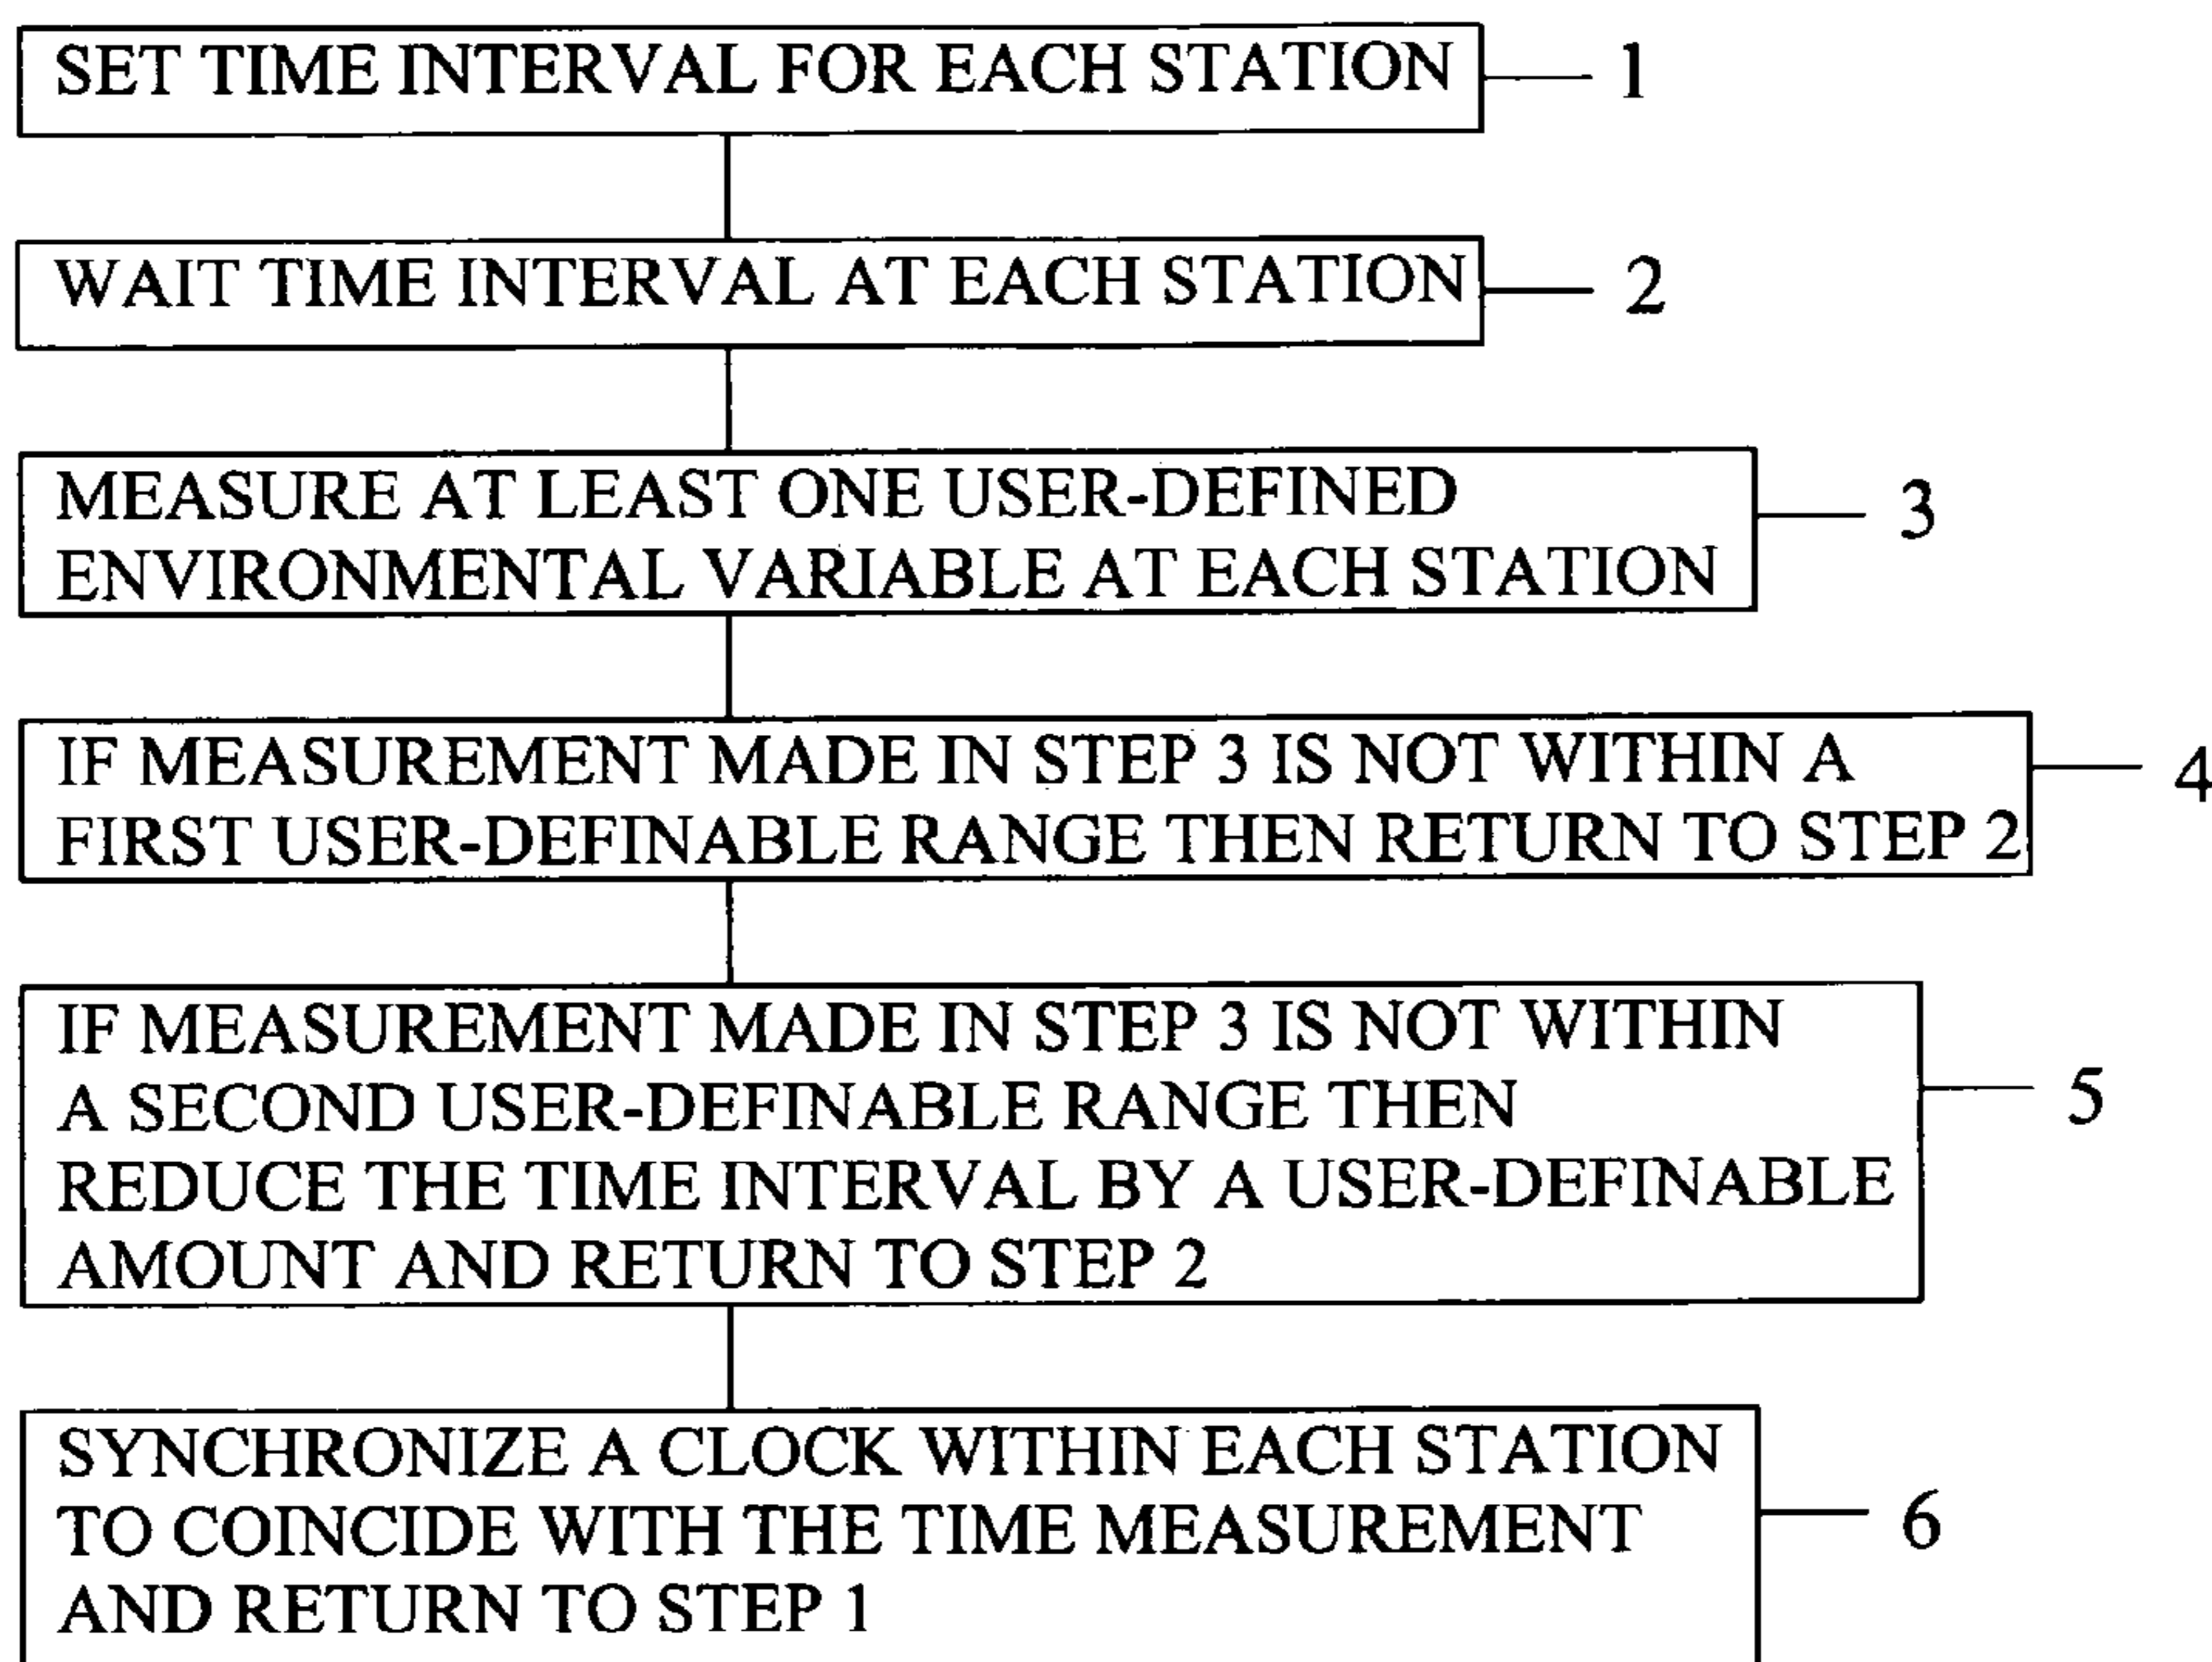 SET TIME INTERVAL FOR EACH STATION
1
WAIT TIME INTERVAL AT EACH STATION
2
MEASURE AT LEAST ONE USER-DEFINED
ENVIRONMENTAL VARIABLE AT EACH STATION
3
IF MEASUREMENT MADE IN STEP 3 IS NOT WITHIN A
FIRST USER-DEFINABLE RANGE THEN RETURN TO STEP 2
4
IF MEASUREMENT MADE IN STEP 3 IS NOT WITHIN
A SECOND USER-DEFINABLE RANGE THEN
REDUCE THE TIME INTERVAL BY A USER-DEFINABLE
AMOUNT AND RETURN TO STEP 2
5
SYNCHRONIZE A CLOCK WITHIN EACH STATION
TO COINCIDE WITH THE TIME MEASUREMENT
AND RETURN TO STEP 1
6